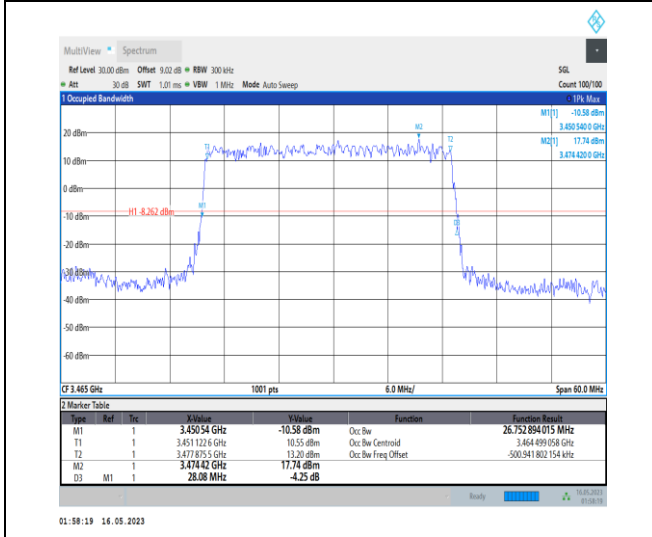 MultiView Spectrum
Ref Level 30.00 dBm Offset 9.02 dB RBW 300 kHz SGL
Att 30 dB SWT 1.01 ms VBW 1 MHz Mode Auto Sweep Count 100/100
1 Occupied Bandwidth 1Pk Max
M1[1] -10.58 dBm
3.450 540 0 GHz
M2[1] 17.74 dBm
3.474 420 0 GHz
M2
T1
T2
20 dBm
10 dBm
0 dBm
M1
H1 -8.262 dBm
-10 dBm
-20 dBm
-30 dBm
-40 dBm
-50 dBm
-60 dBm
CF 3.465 GHz 1001 pts 6.0 MHz/ Span 60.0 MHz
2 Marker Table
Type Ref Trc X-Value Y-Value Function Function Result
M1 1 3.450 54 GHz -10.58 dBm Occ Bw 26.752 894 015 MHz
T1 1 3.451 122 6 GHz 10.55 dBm Occ Bw Centroid 3.464 499 058 GHz
T2 1 3.477 875 5 GHz 13.20 dBm Occ Bw Freq Offset -500.941 802 154 kHz
M2 1 3.474 42 GHz 17.74 dBm
D3 M1 1 28.08 MHz -4.25 dB
Ready 16.05.2023
01:58:18
01:58:19 16.05.2023